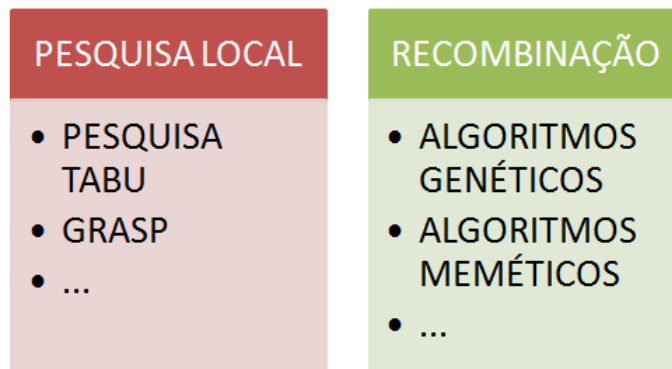 PESQUISA LOCAL
• PESQUISA
TABU
• GRASP
• ...
RECOMBINAÇÃO
• ALGORITMOS
GENÉTICOS
• ALGORITMOS
MEMÉTICOS
• ...